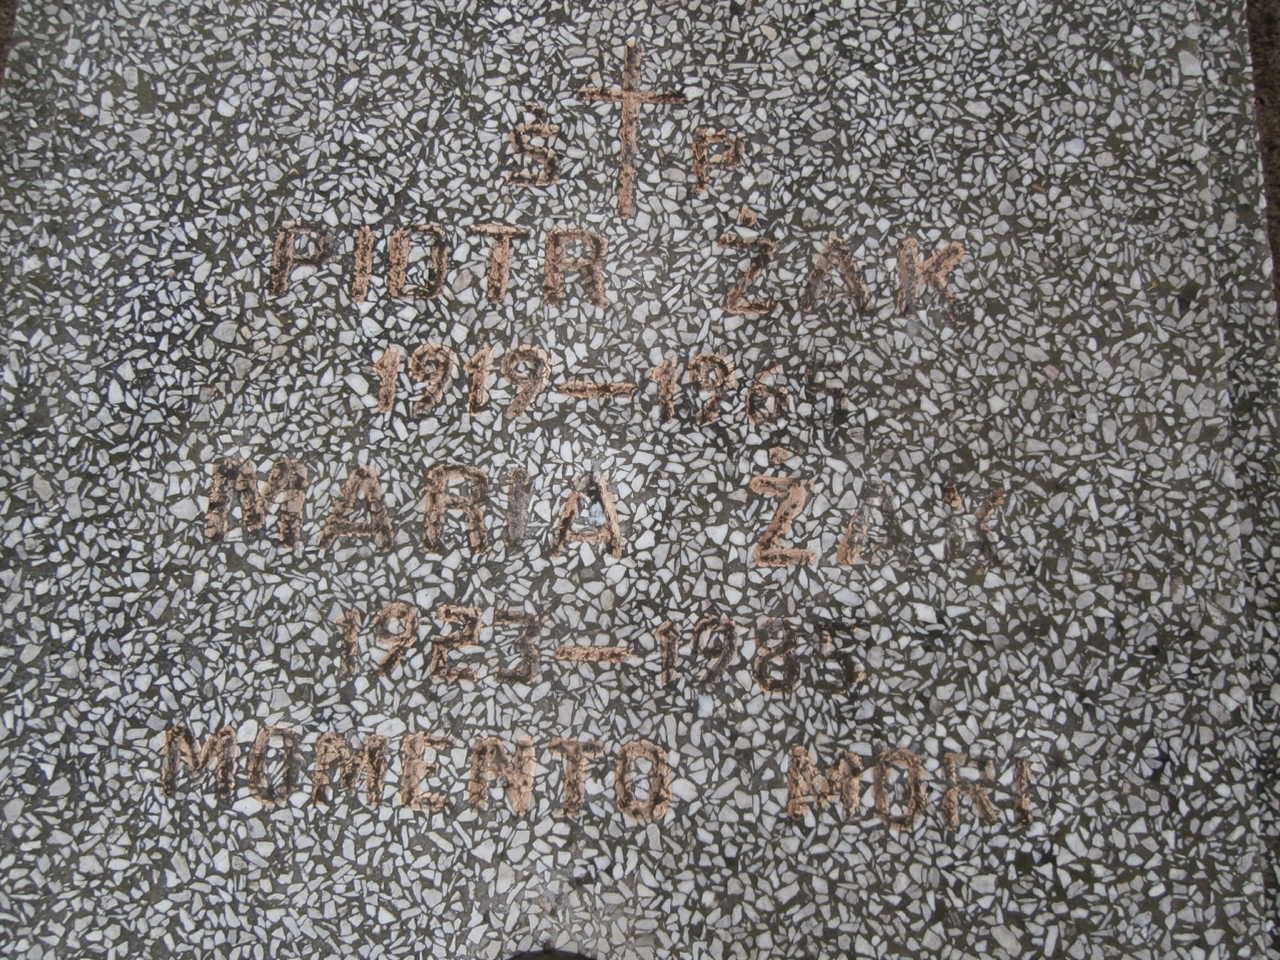 Ś P
PIOTR ŻAK
1919-1965
MARIA ŻAK
1923-1985
MOMENTO MORI